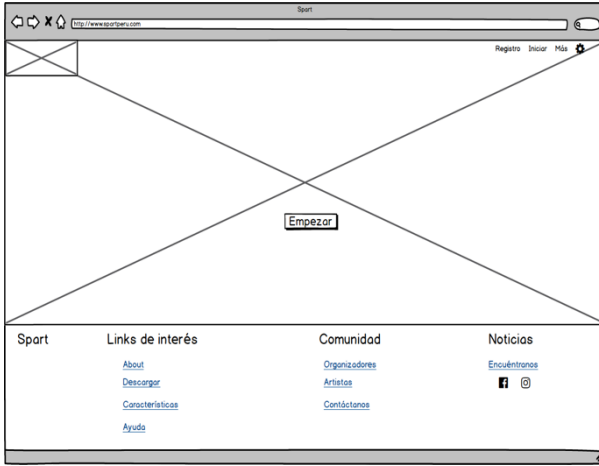 Spart
http://www.sportperu.com
Registro Iniciar Más
Empezar
Spart Links de interés Comunidad Noticias
About Organizadores Encuéntranos
Descargar Artistas
Características Contáctanos
Ayuda